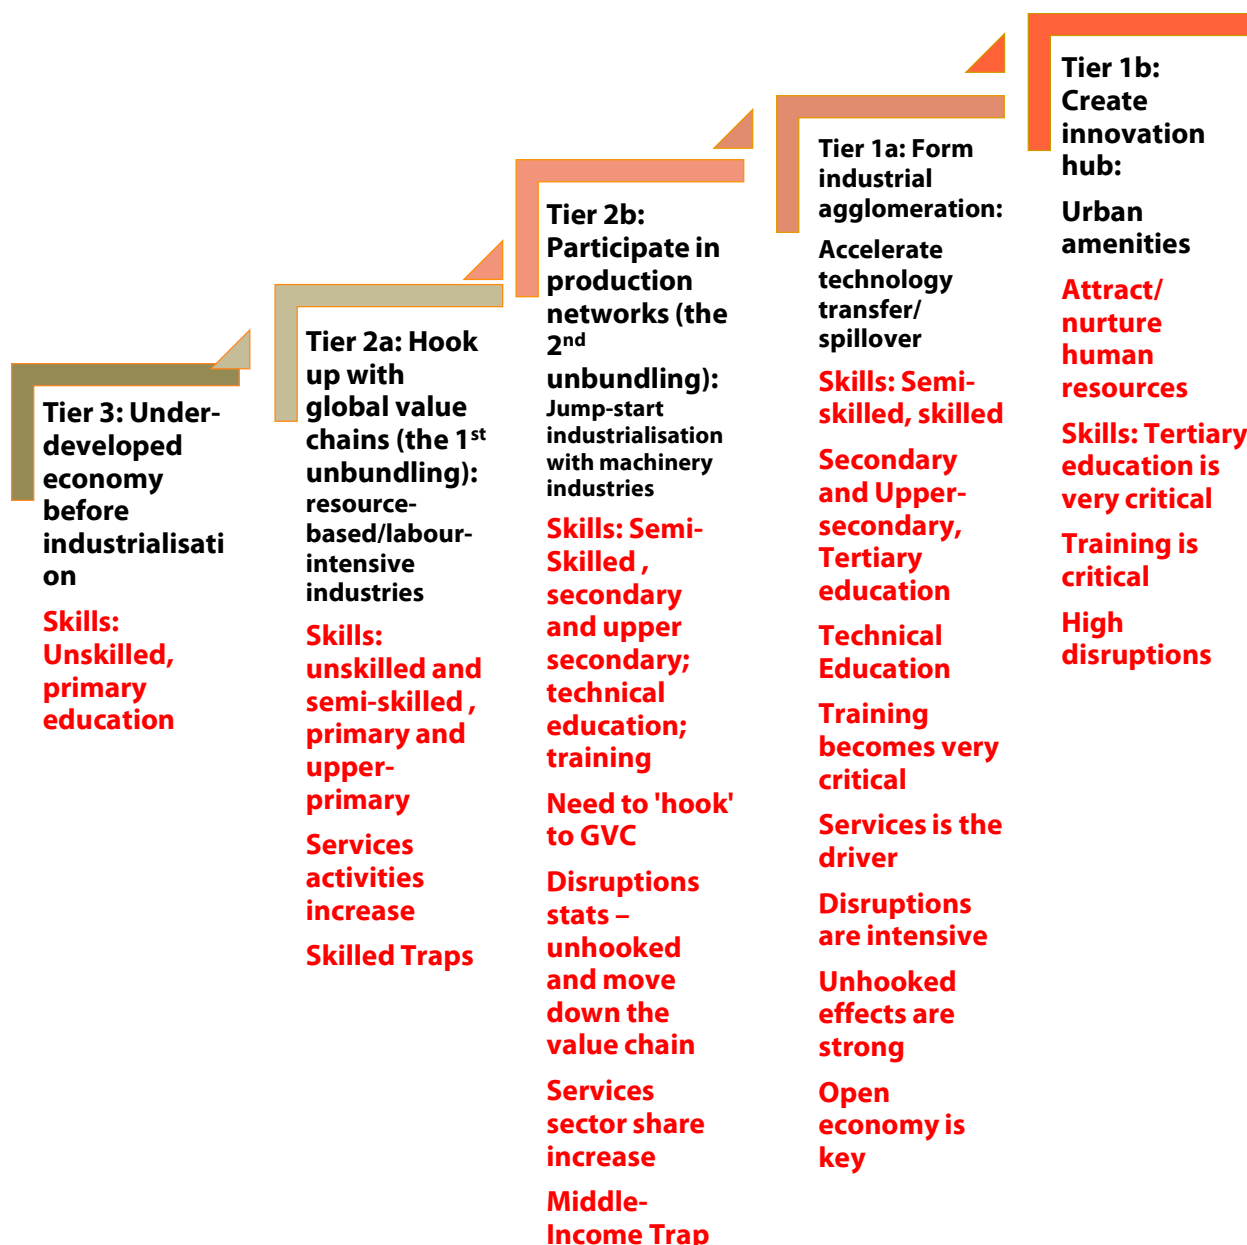 Tier 3: Under-
developed
economy
before
industrialisati
on
Skills:
Unskilled,
primary
education
Tier 2a: Hook
up with
global value
chains (the 1st
unbundling):
resource-
based/labour-
intensive
industries
Skills:
unskilled and
semi-skilled ,
primary and
upper-
primary
Services
activities
increase
Skilled Traps
Tier 2b:
Participate in
production
networks (the
2nd
unbundling):
Jump-start
industrialisation
with machinery
industries
Skills: Semi-
Skilled ,
secondary
and upper
secondary;
technical
education;
training
Need to 'hook'
to GVC
Disruptions
stats –
unhooked
and move
down the
value chain
Services
sector share
increase
Middle-
Income Trap
Tier 1a: Form
industrial
agglomeration:
Accelerate
technology
transfer/
spillover
Skills: Semi-
skilled, skilled
Secondary
and Upper-
secondary,
Tertiary
education
Technical
Education
Training
becomes very
critical
Services is the
driver
Disruptions
are intensive
Unhooked
effects are
strong
Open
economy is
key
Tier 1b:
Create
innovation
hub:
Urban
amenities
Attract/
nurture
human
resources
Skills: Tertiary
education is
very critical
Training is
critical
High
disruptions